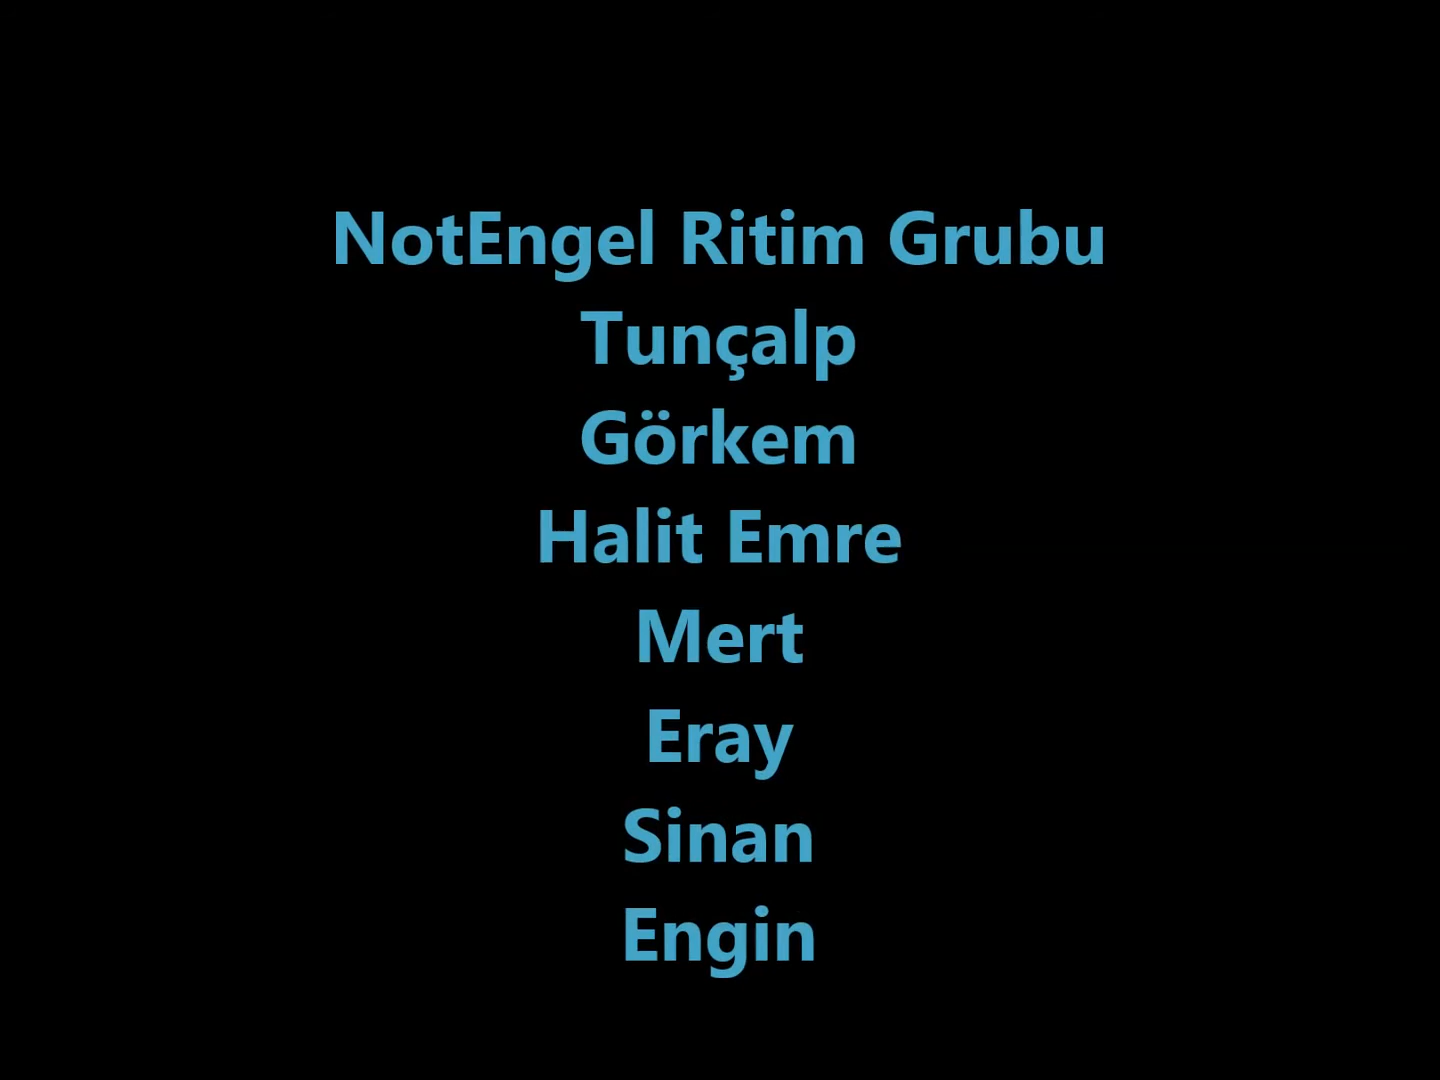 NotEngel Ritim Grubu
Tunçalp
Görkem
Halit Emre
Mert
Eray
Sinan
Engin